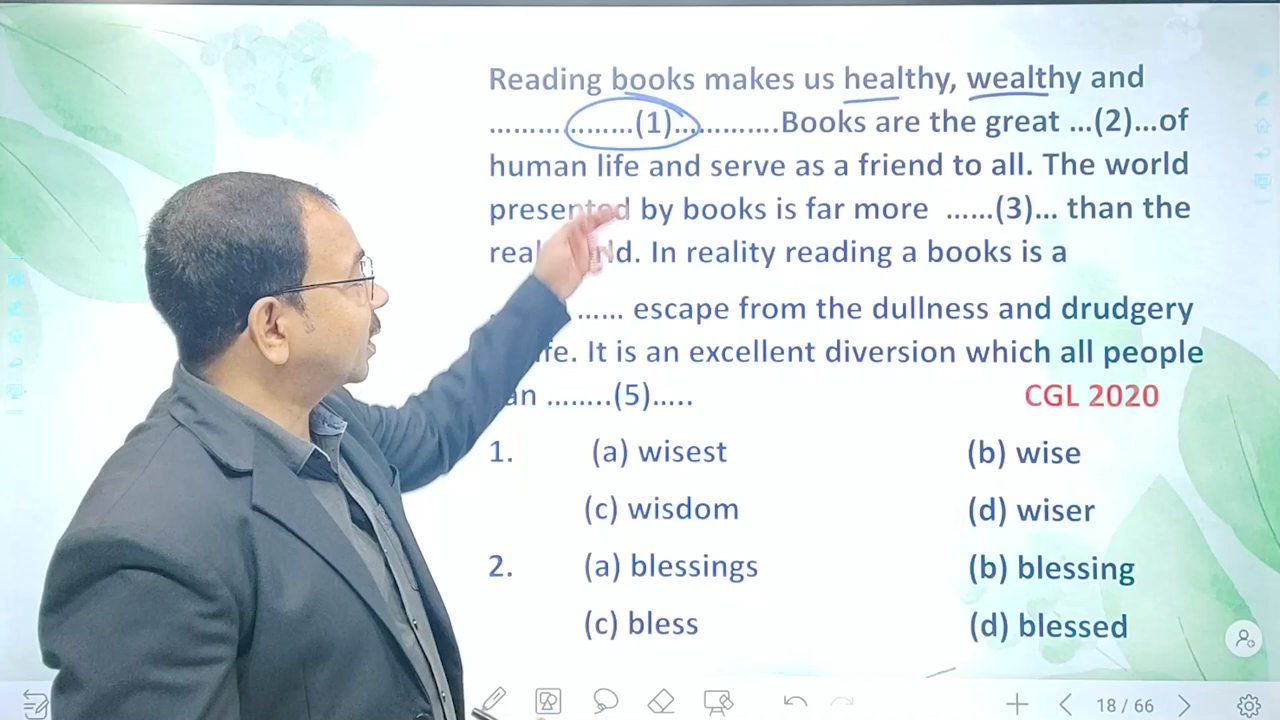 Reading books makes us healthy, wealthy and
.................(1)...............Books are the great ...(2)...of
human life and serve as a friend to all. The world
presented by books is far more ......(3)... than the
real In reality reading a books is a
...... escape from the dullness and drudgery
It is an excellent diversion which all people
........(5).....
CGL 2020
1. (a) wisest (b) wise
(c) wisdom (d) wiser
2. (a) blessings (b) blessing
(c) bless (d) blessed
18 / 66